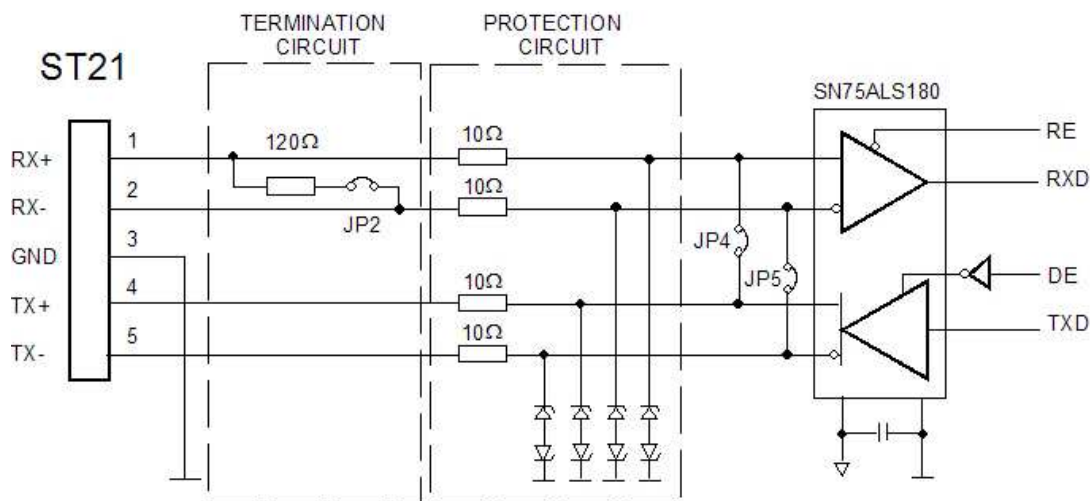 TERMINATION
CIRCUIT
PROTECTION
CIRCUIT
ST21
SN75ALS180
RX+
1
120Ω
10Ω
RE
RXD
RX-
2
JP2
10Ω
GND
3
JP4
JP5
DE
TX+
4
10Ω
TXD
TX-
5
10Ω